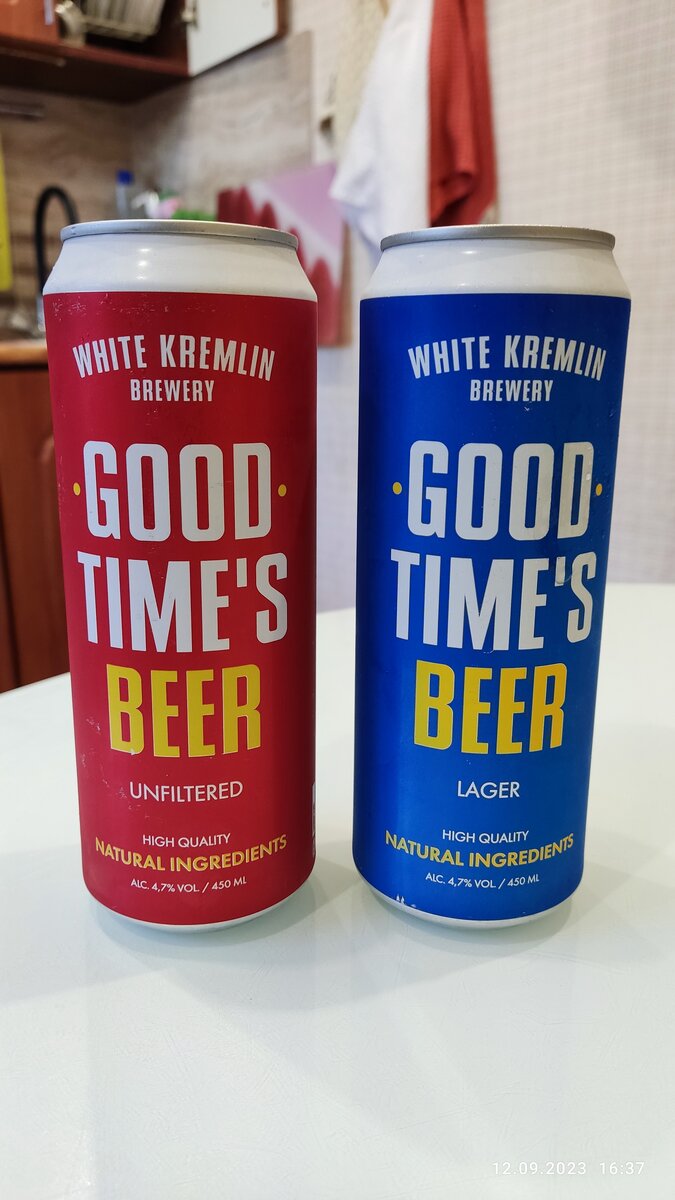 WHITE KREMLIN
BREWERY
GOOD
TIME'S
BEER
UNFILTERED
HIGH QUALITY
NATURAL INGREDIENTS
ALC. 4,7% VOL. / 450 ML
WHITE KREMLIN
BREWERY
GOOD
TIME'S
BEER
LAGER
HIGH QUALITY
NATURAL INGREDIENTS
ALC. 4,7% VOL. / 450 ML
12.09.2023 16:37